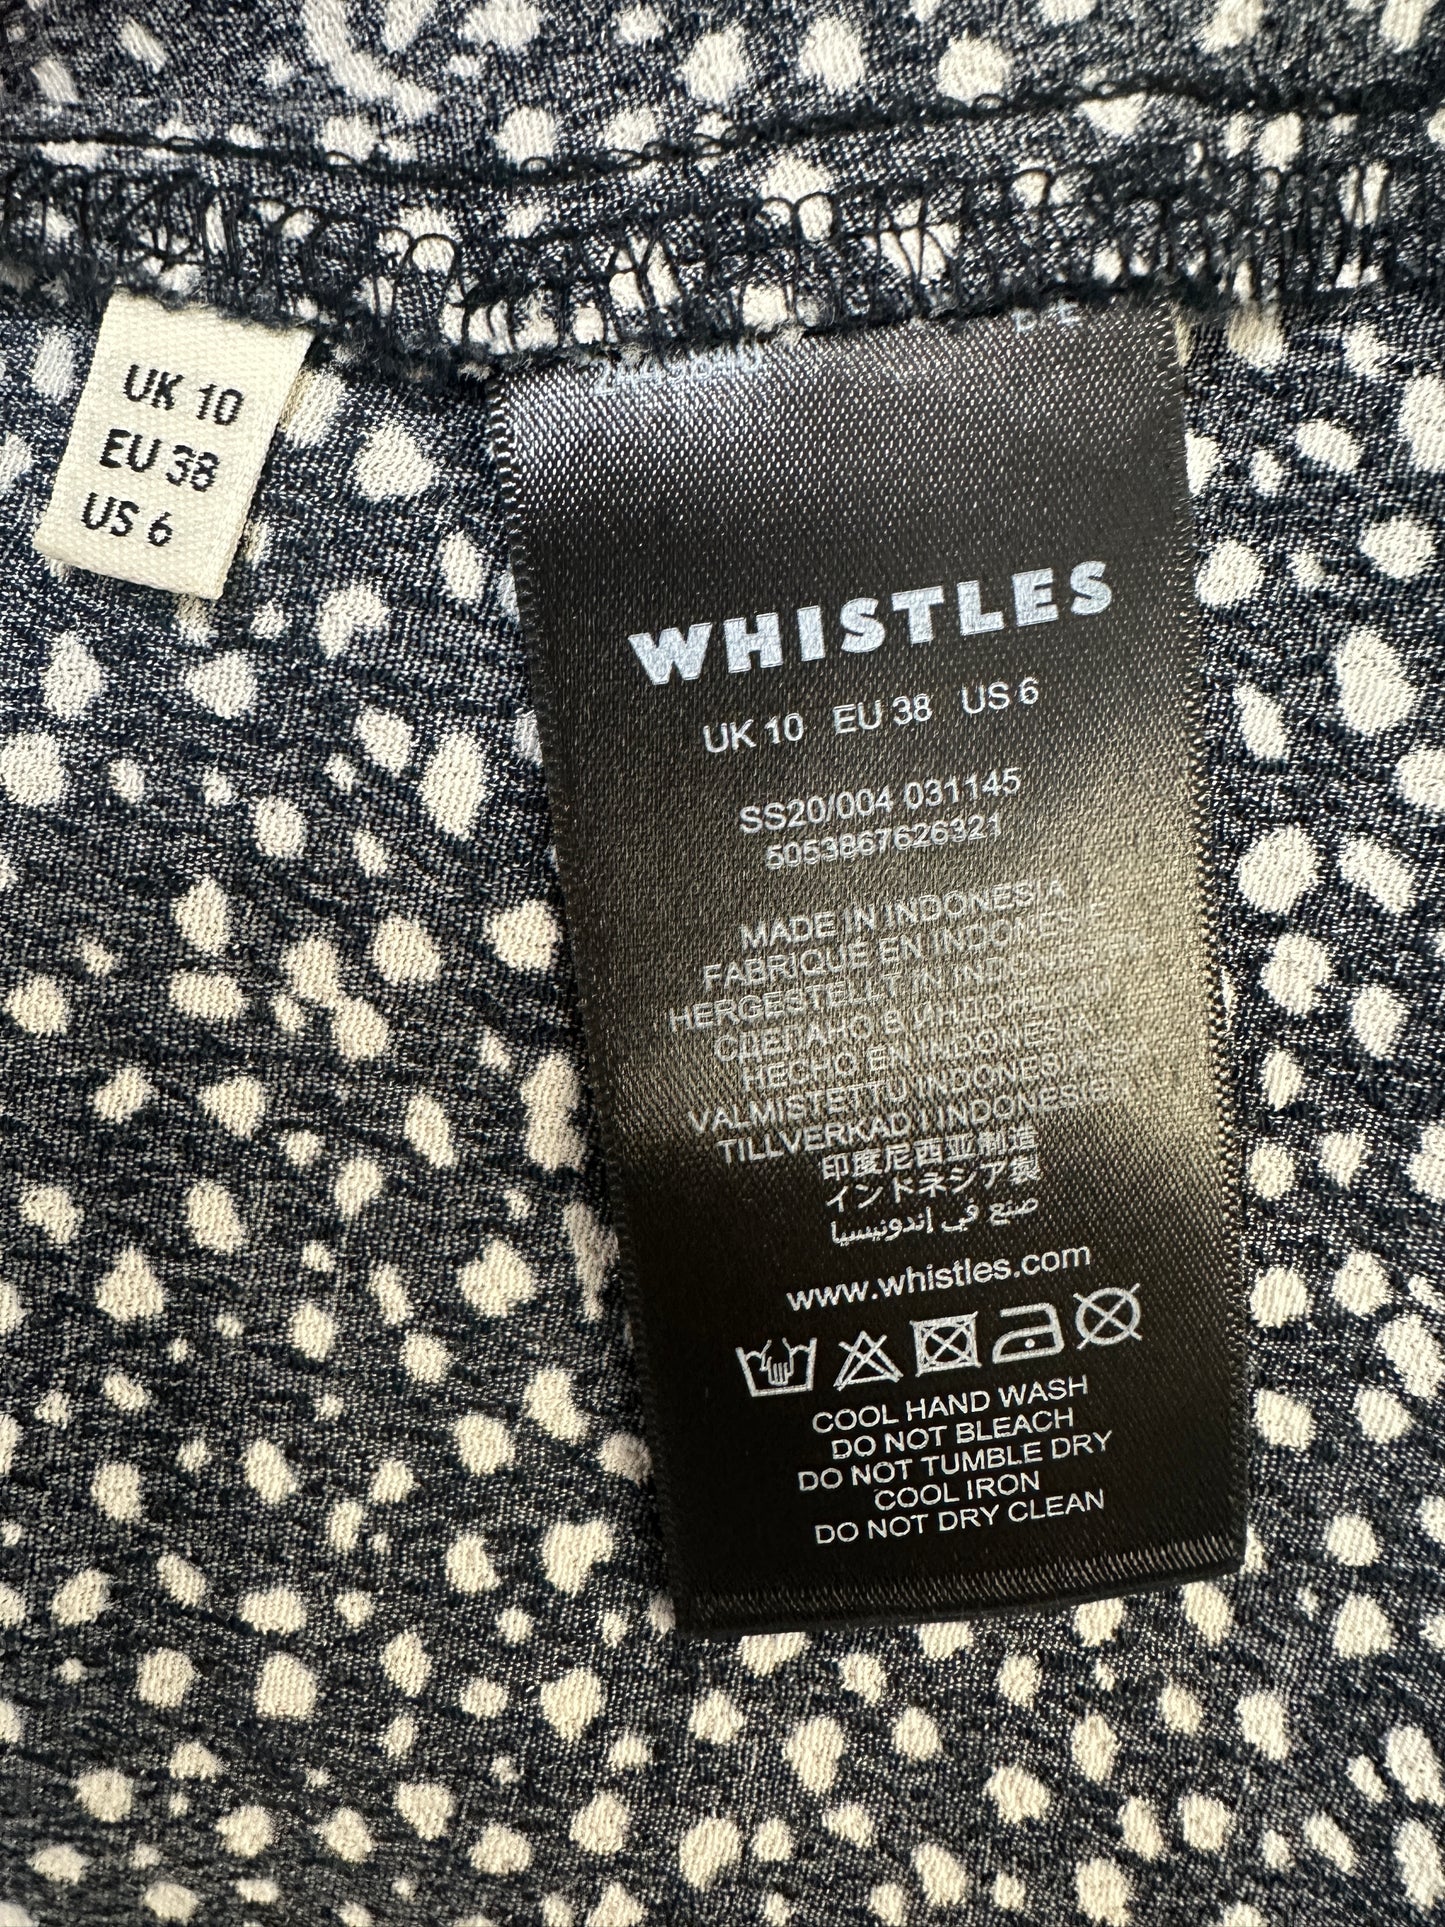 UK 10
EU 38
US 6
WHISTLES
UK 10 EU 38 US 6
SS20/004 031145
5053867626321
MADE IN INDONESIA
FABRIQUE EN INDONESIE
HERGESTELLT IN INDONESIEN
СДЕЛАНО В ИНДОНЕЗИИ
HECHO EN INDONESIA
VALMISTETTU INDONESIASSA
TILLVERKAD I INDONESIEN
印度尼西亚制造
インドネシア製
صنع في إندونيسيا
www.whistles.com
COOL HAND WASH
DO NOT BLEACH
DO NOT TUMBLE DRY
COOL IRON
DO NOT DRY CLEAN